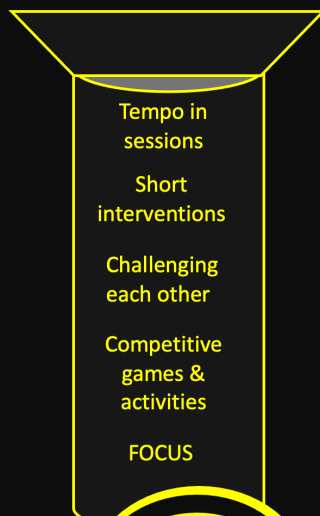 Tempo in
sessions
Short
interventions
Challenging
each other
Competitive
games &
activities
FOCUS